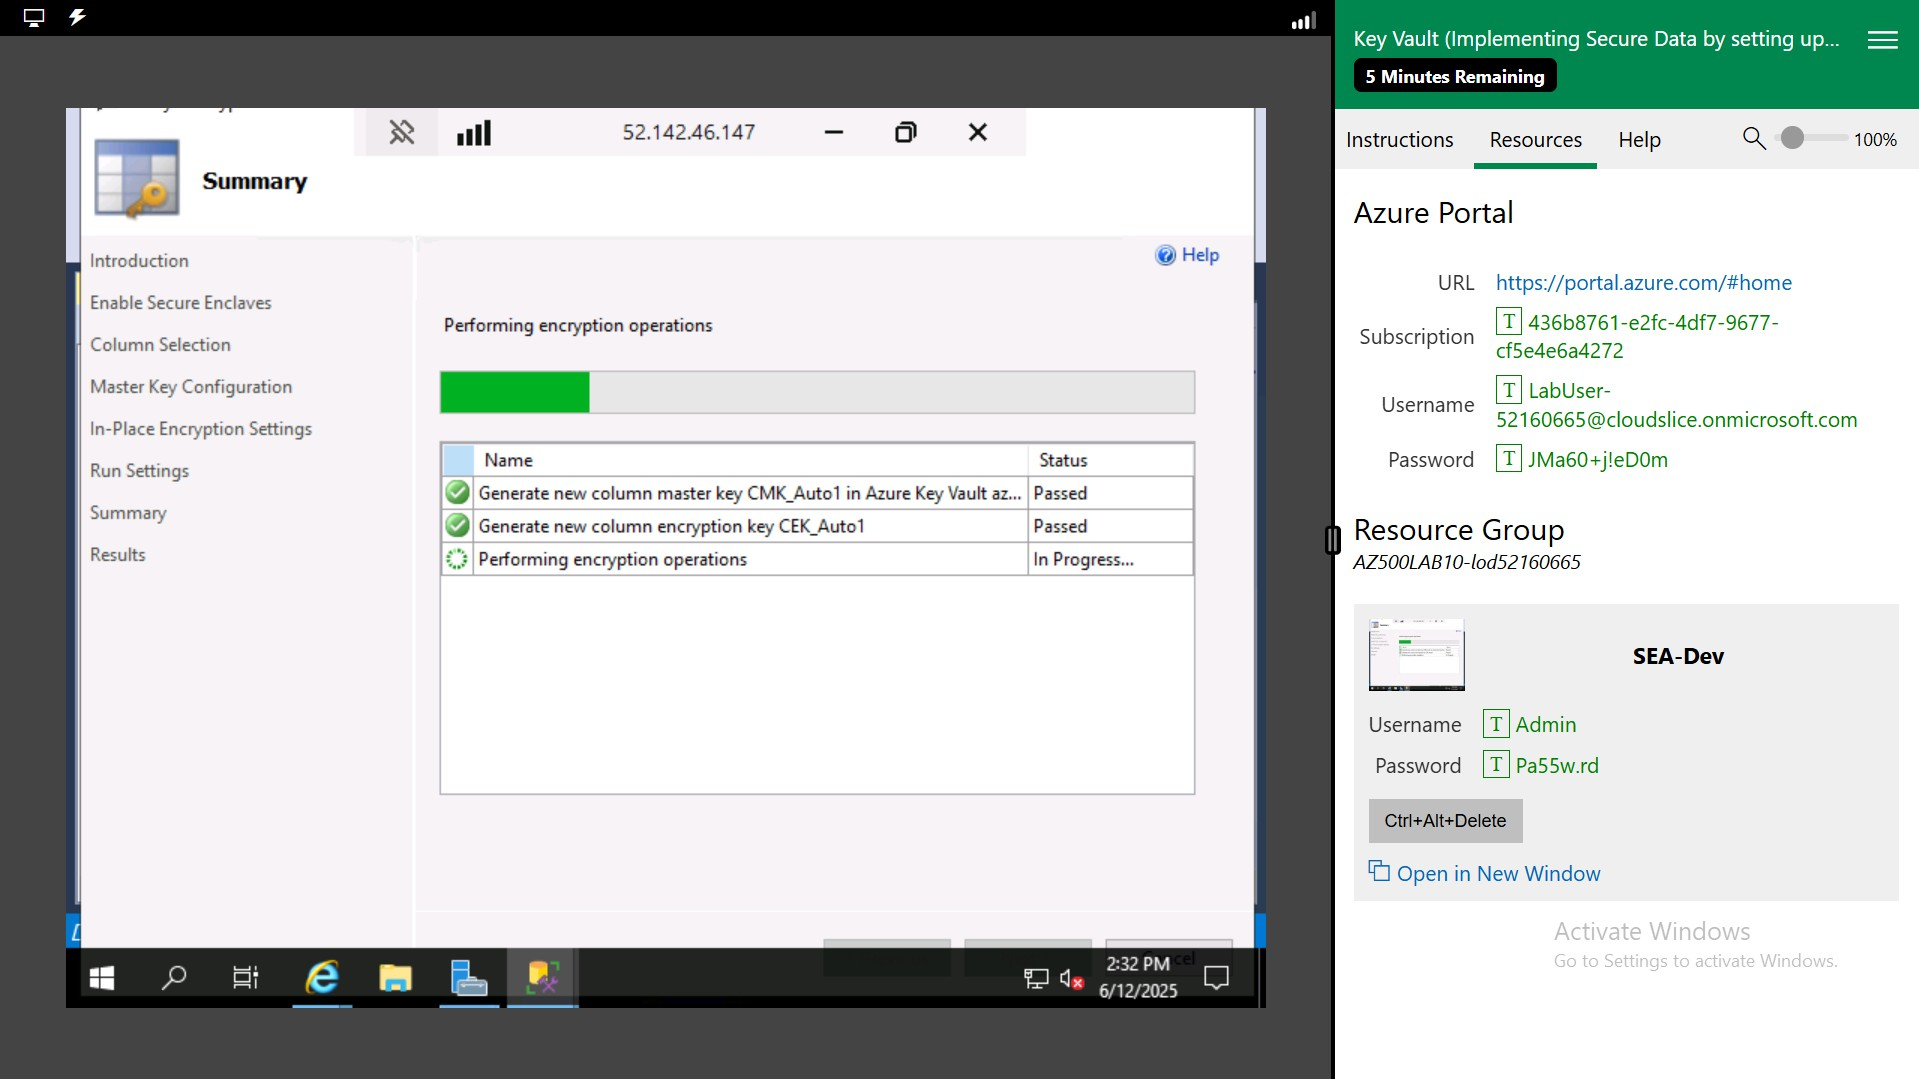 Key Vault (Implementing Secure Data by setting up...
5 Minutes Remaining
52.142.46.147
Instructions
Resources
Help
100%
Summary
Azure Portal
Introduction
Enable Secure Enclaves
Column Selection
Master Key Configuration
In-Place Encryption Settings
Run Settings
Summary
Results
Help
Performing encryption operations
Name Status
Generate new column master key CMK_Auto1 in Azure Key Vault az... Passed
Generate new column encryption key CEK_Auto1 Passed
Performing encryption operations In Progress...
2:32 PM
6/12/2025
URL https://portal.azure.com/#home
Subscription T 436b8761-e2fc-4df7-9677-
cf5e4e6a4272
Username T LabUser-
52160665@cloudslice.onmicrosoft.com
Password T JMa60+j!eD0m
Resource Group
AZ500LAB10-lod52160665
SEA-Dev
Username T Admin
Password T Pa55w.rd
Ctrl+Alt+Delete
Open in New Window
Activate Windows
Go to Settings to activate Windows.